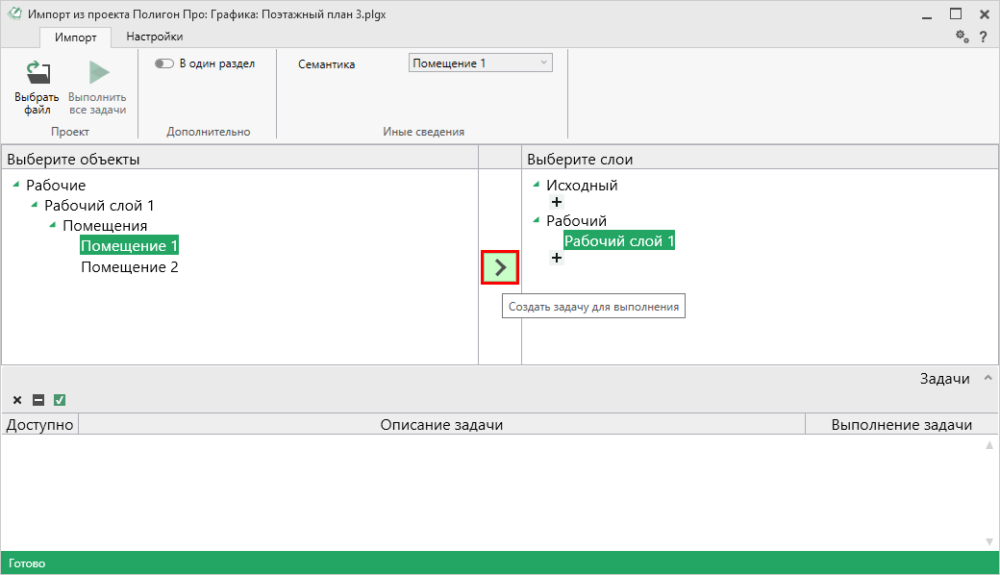 Импорт из проекта Полигон Про: Графика: Поэтажный план 3.plgx
Импорт
Настройки
?
Выбрать
файл
Выполнить
все задачи
Проект
В один раздел
Дополнительно
Семантика
Помещение 1
Иные сведения
Выберите объекты
Рабочие
Рабочий слой 1
Помещения
Помещение 1
Помещение 2
Выберите слои
Исходный
Рабочий
Рабочий слой 1
Создать задачу для выполнения
Задачи
Доступно
Описание задачи
Выполнение задачи
Готово